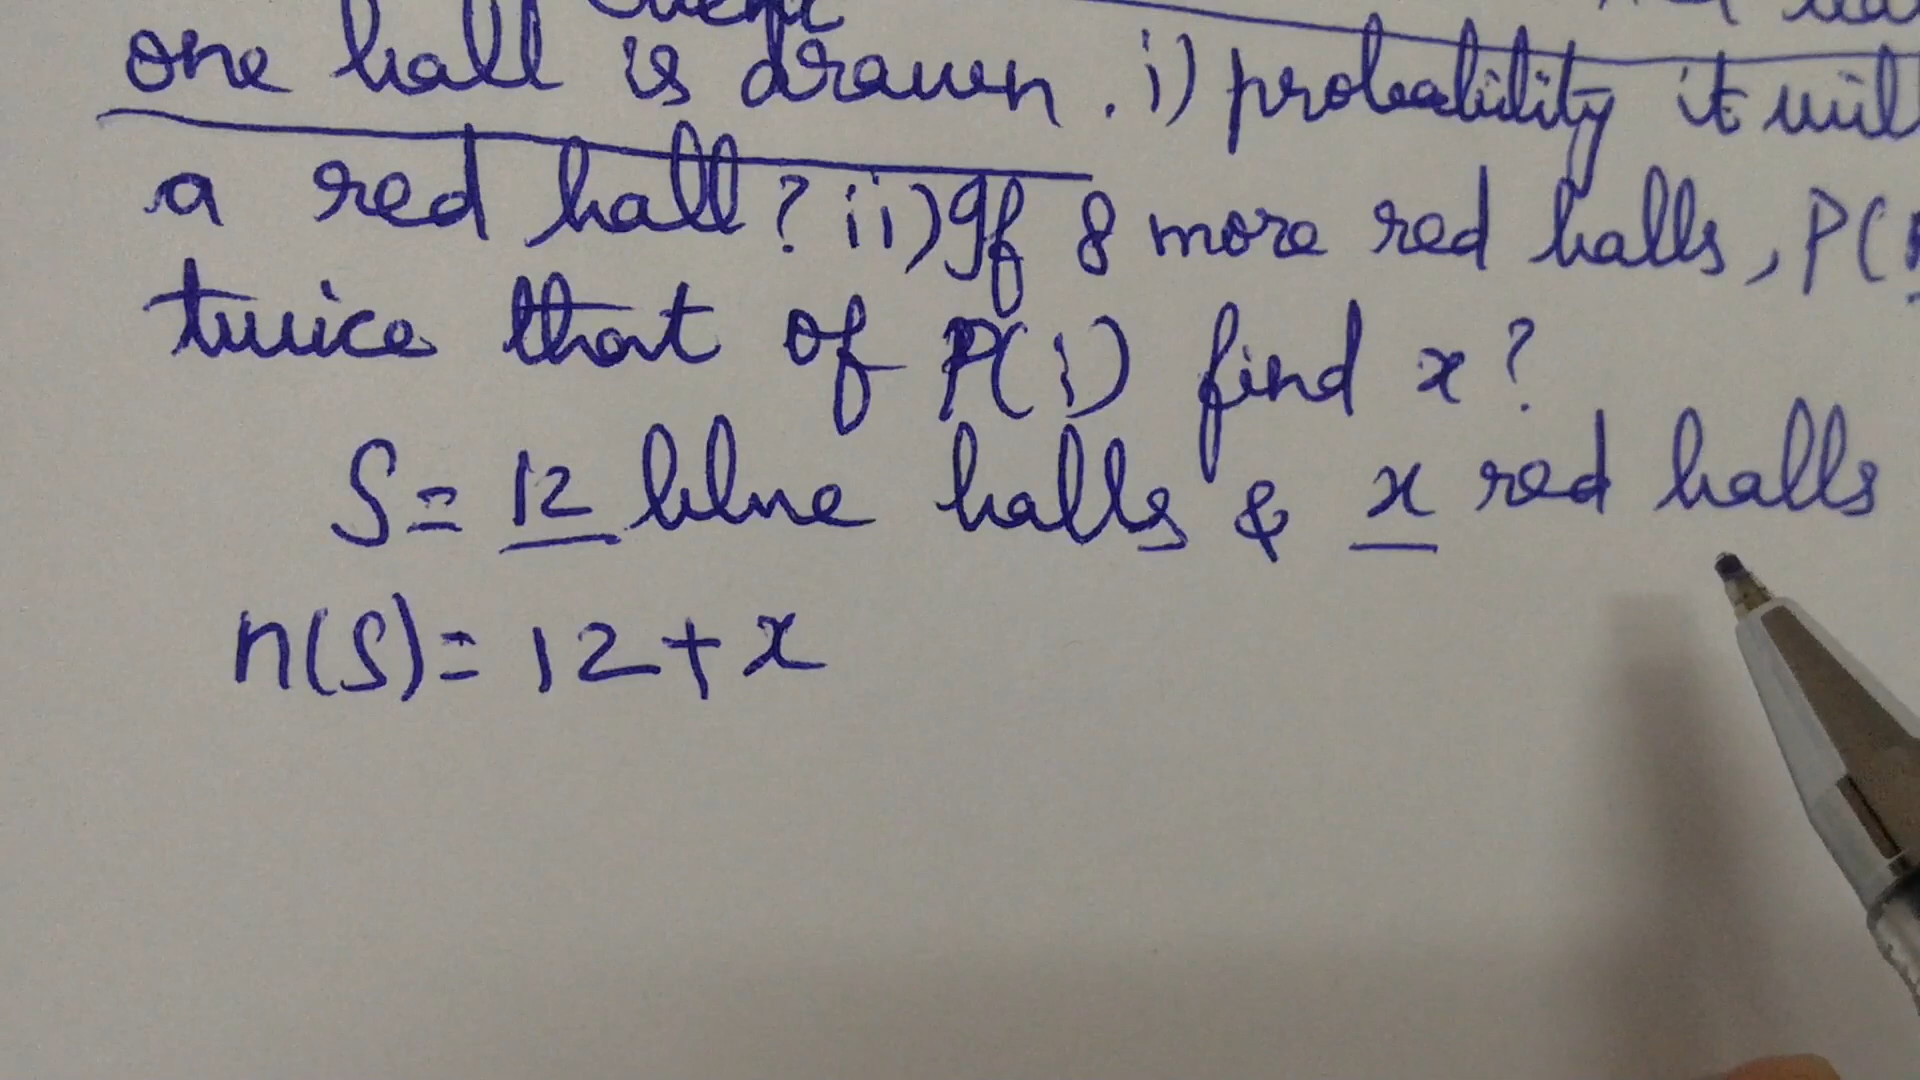 one ball is drawn. i) probability it will
a red ball? ii) If 8 more red balls, P(
twice that of P(i) find x?
S = 12 blue balls & x red balls
n(S) = 12 + x